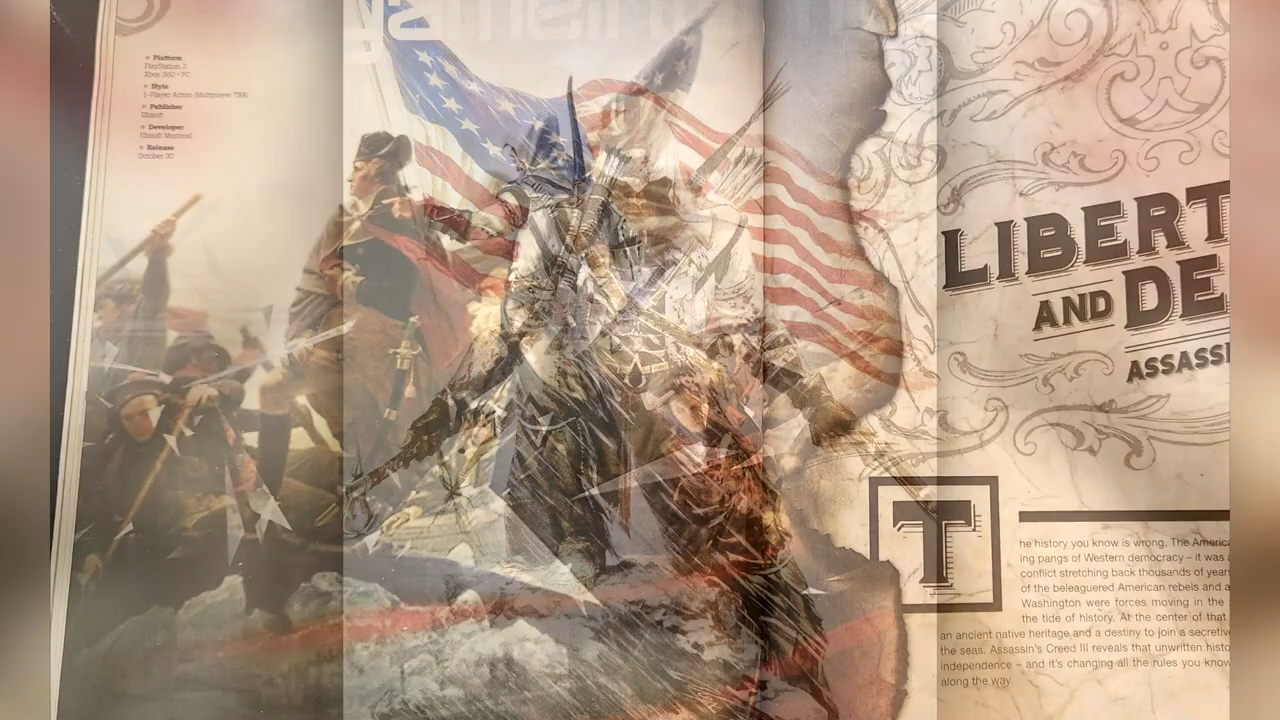 gamein
Platform
PlayStation 3
Xbox 360 • PC
Style
1-Player Action (Multiplayer TBA)
Publisher
Ubisoft
Developer
Ubisoft Montreal
Release
October 30
LIBERT
AND DE
ASSASSI
T
he history you know is wrong. The America
ing pangs of Western democracy – it was a
conflict stretching back thousands of years
of the beleaguered American rebels and a
Washington were forces moving in the
the tide of history. At the center of that
an ancient native heritage and a destiny to join a secretive
the seas. Assassin's Creed III reveals that unwritten histo
independence – and it's changing all the rules you know
along the way.